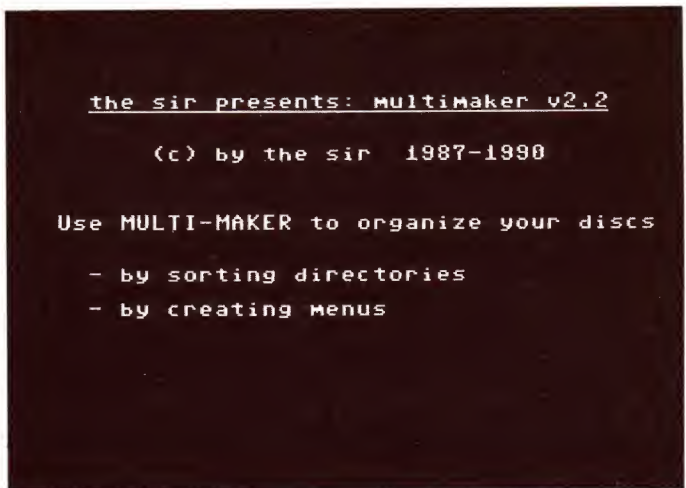 the sir presents: multimaker v2.2
(c) by the sir 1987-1990
Use MULTI-MAKER to organize your discs
- by sorting directories
- by creating menus